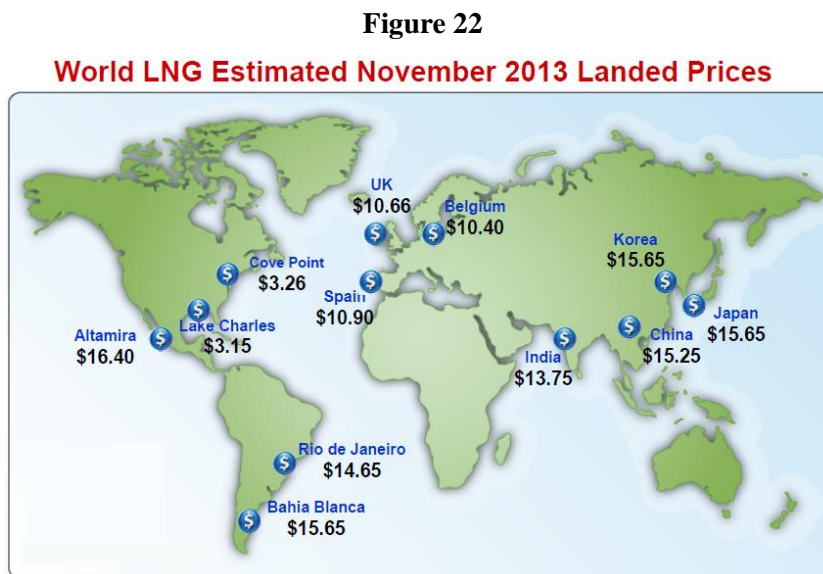 Figure 22
World LNG Estimated November 2013 Landed Prices
UK
$10.66
Belgium
$10.40
Korea
$15.65
Cove Point
$3.26
Spain
$10.90
Japan
$15.65
Altamira
$16.40
Lake Charles
$3.15
China
$15.25
India
$13.75
Rio de Janeiro
$14.65
Bahia Blanca
$15.65